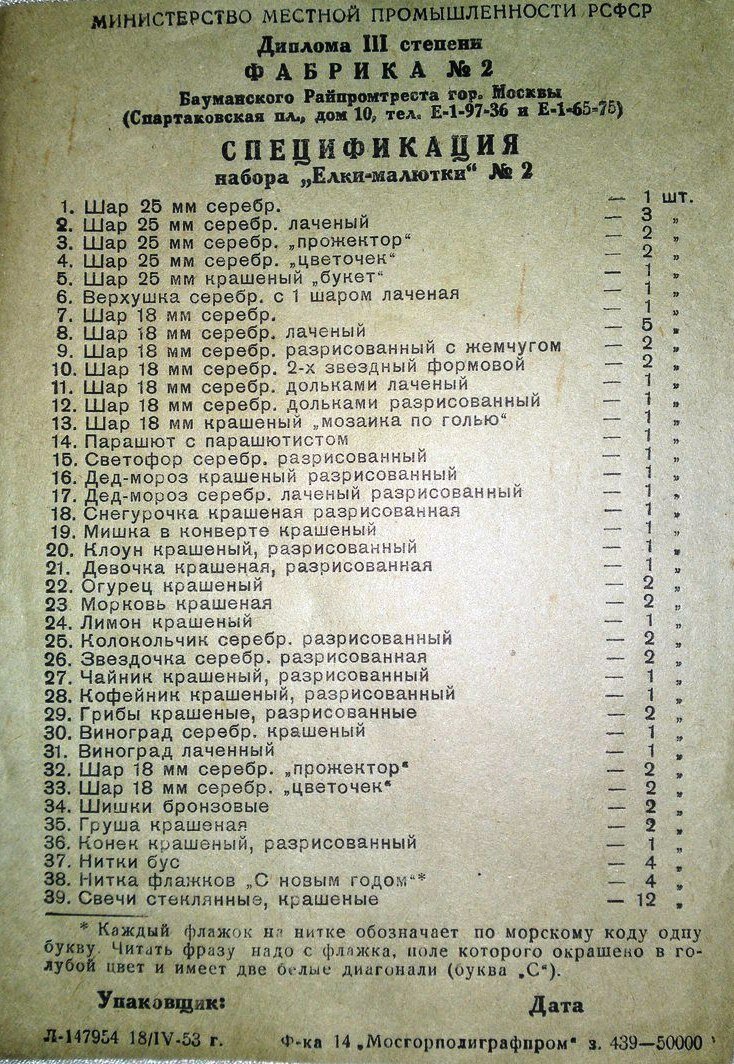 МИНИСТЕРСТВО МЕСТНОЙ ПРОМЫШЛЕННОСТИ РСФСР
Диплома III степени
ФАБРИКА № 2
Бауманского Райпромтреста гор. Москвы
(Спартаковская пл., дом 10, тел. Е-1-97-36 и Е-1-65-75)
СПЕЦИФИКАЦИЯ
набора „Елки-малютки“ № 2
1. Шар 25 мм серебр. — 1 шт.
2. Шар 25 мм серебр. лаченый — 3 „
3. Шар 25 мм серебр. „прожектор“ — 2 „
4. Шар 25 мм серебр. „цветочек“ — 2 „
5. Шар 25 мм крашеный „букет“ — 1 „
6. Верхушка серебр. с 1 шаром лаченая — 1 „
7. Шар 18 мм серебр. — 1 „
8. Шар 18 мм серебр. лаченый — 5 „
9. Шар 18 мм серебр. разрисованный с жемчугом — 2 „
10. Шар 18 мм серебр. 2-х звездный формовой — 2 „
11. Шар 18 мм серебр. дольками лаченый — 1 „
12. Шар 18 мм серебр. дольками разрисованный — 1 „
13. Шар 18 мм крашеный „мозаика по голью“ — 1 „
14. Парашют с парашютистом — 1 „
15. Светофор серебр. разрисованный — 1 „
16. Дед-мороз крашеный разрисованный — 1 „
17. Дед-мороз серебр. лаченый разрисованный — 1 „
18. Снегурочка крашеная разрисованная — 1 „
19. Мишка в конверте крашеный — 1 „
20. Клоун крашеный, разрисованный — 1 „
21. Девочка крашеная, разрисованная — 1 „
22. Огурец крашеный — 2 „
23. Морковь крашеная — 2 „
24. Лимон крашеный — 1 „
25. Колокольчик серебр. разрисованный — 2 „
26. Звездочка серебр. разрисованная — 2 „
27. Чайник крашеный, разрисованный — 1 „
28. Кофейник крашеный, разрисованный — 1 „
29. Грибы крашеные, разрисованные — 2 „
30. Виноград серебр. крашеный — 1 „
31. Виноград лаченный — 1 „
32. Шар 18 мм серебр. „прожектор“ — 2 „
33. Шар 18 мм серебр. „цветочек“ — 2 „
34. Шишки бронзовые — 2 „
35. Груша крашеная — 2 „
36. Конек крашеный, разрисованный — 1 „
37. Нитки бус — 4 „
38. Нитка флажков „С новым годом“* — 4 „
39. Свечи стеклянные, крашеные — 12 „
* Каждый флажок на нитке обозначает по морскому коду одну
букву. Читать фразу надо с флажка, поле которого окрашено в го-
лубой цвет и имеет две белые диагонали (буква „С“).
Упаковщик: Дата
Л-147954 18/IV-53 г. Ф-ка 14 „Мосгорполиграфпром“ з. 439—50000